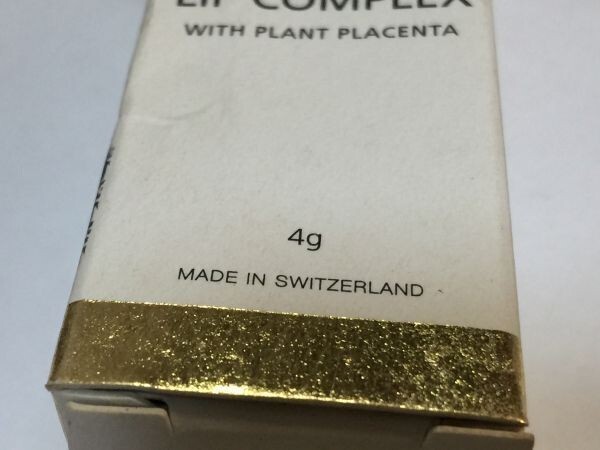 LIP COMPLEX
WITH PLANT PLACENTA
4g
MADE IN SWITZERLAND